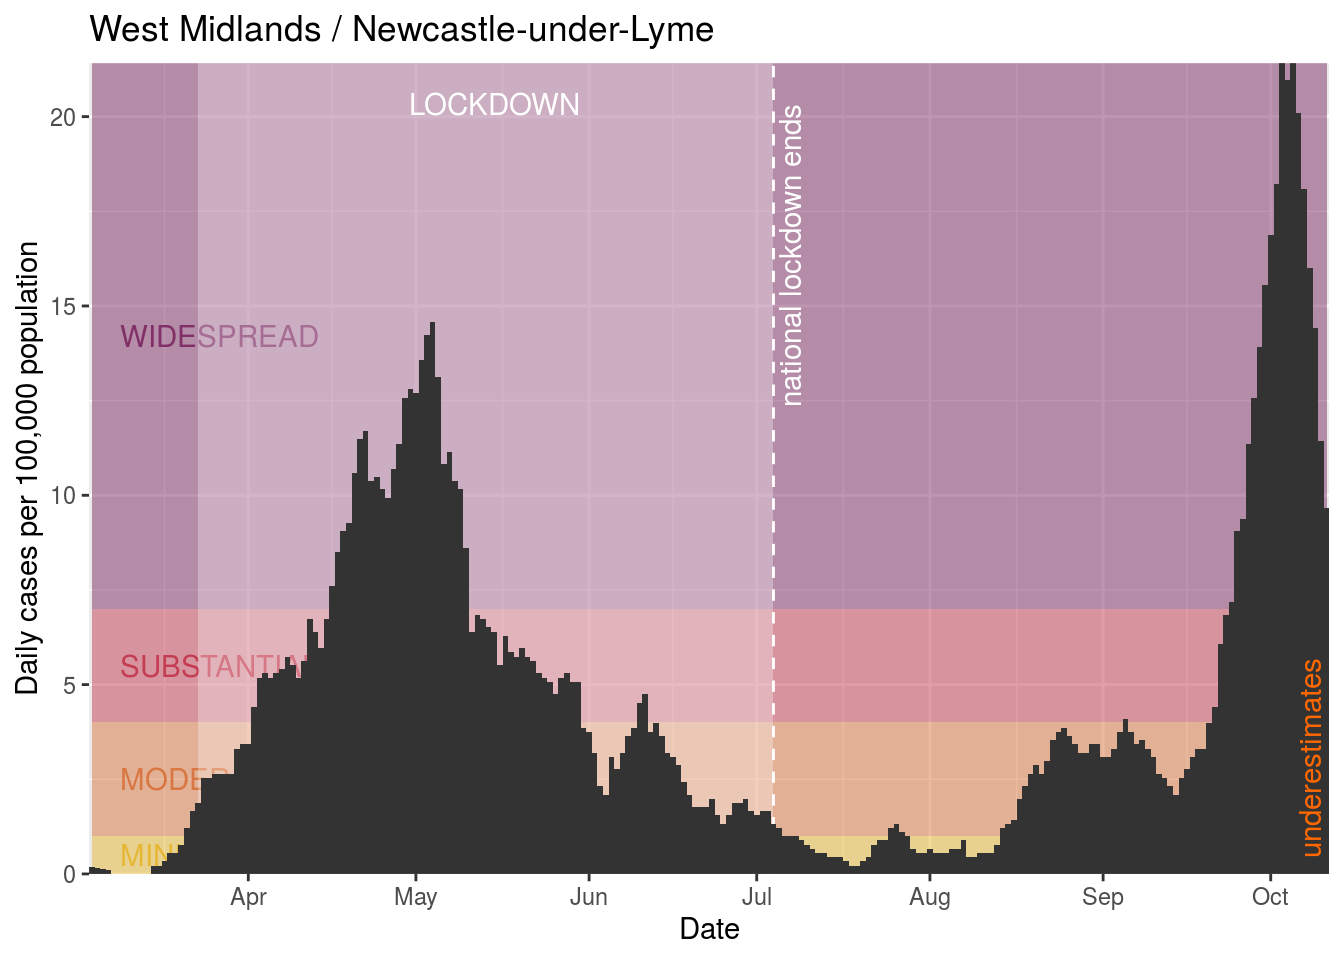 West Midlands / Newcastle-under-Lyme
LOCKDOWN
national lockdown ends
WIDESPREAD
SUBSTANTI
MODE
MIN
underestimates
Daily cases per 100,000 population
20
15
10
5
0
Apr
May
Jun
Jul
Aug
Sep
Oct
Date